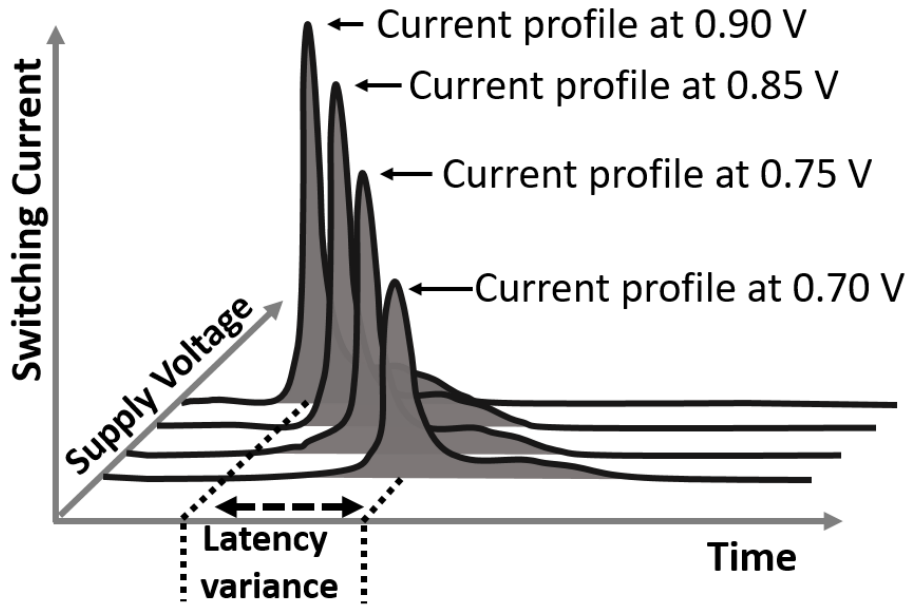 Current profile at 0.90 V
Current profile at 0.85 V
Current profile at 0.75 V
Current profile at 0.70 V
Switching Current
Supply Voltage
Latency
variance
Time